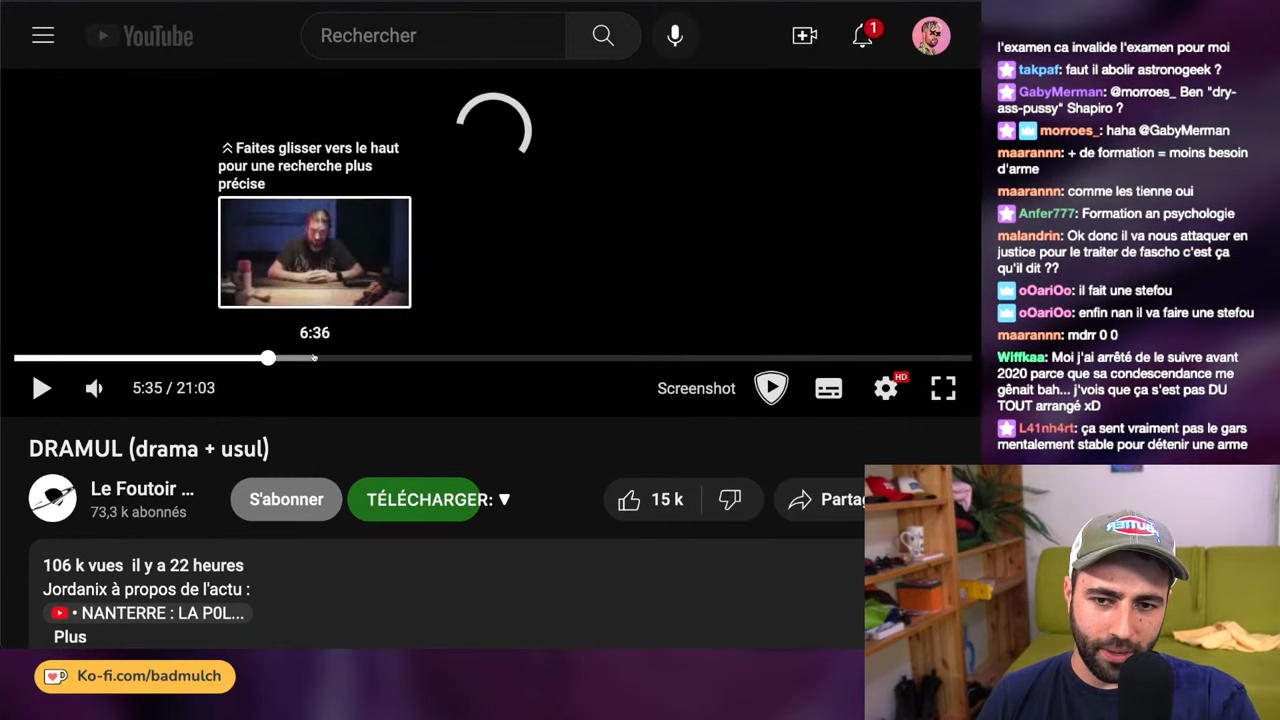 YouTube
Rechercher
1
Faites glisser vers le haut
pour une recherche plus
précise
6:36
5:35 / 21:03
Screenshot
HD
DRAMUL (drama + usul)
Le Foutoir ...
73,3 k abonnés
S'abonner
TÉLÉCHARGER: ▼
15 k
Partag
106 k vues il y a 22 heures
Jordanix à propos de l'actu :
• NANTERRE : LA P0L...
Plus
Ko-fi.com/badmulch
l'examen ca invalide l'examen pour moi
takpaf: faut il abolir astronogeek ?
GabyMerman: @morroes_ Ben "dry-
ass-pussy" Shapiro ?
morroes_: haha @GabyMerman
maarannn: + de formation = moins besoin
d'arme
maarannn: comme les tienne oui
Anfer777: Formation an psychologie
malandrin: Ok donc il va nous attaquer en
justice pour le traiter de fascho c'est ça
qu'il dit ??
oOariOo: il fait une stefou
oOariOo: enfin nan il va faire une stefou
maarannn: mdrr 0 0
Wiffkaa: Moi j'ai arrêté de le suivre avant
2020 parce que sa condescendance me
gênait bah... j'vois que ça s'est pas DU
TOUT arrangé xD
L41nh4rt: ça sent vraiment pas le gars
mentalement stable pour détenir une arme